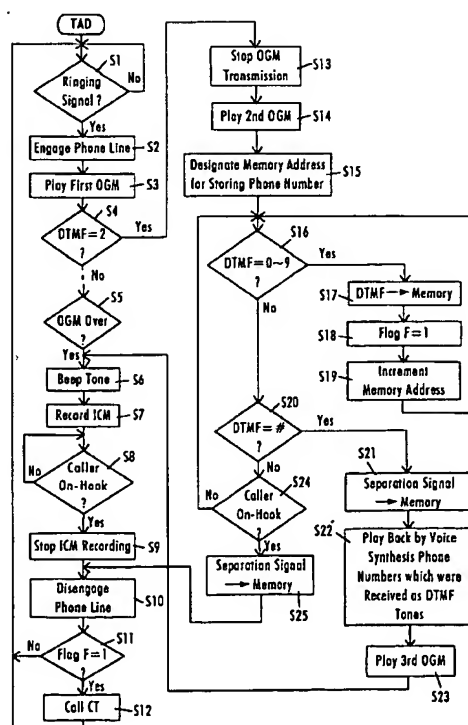 TAD
S1
Ringing
Signal ?
No
Yes
Engage Phone Line
S2
Play First OGM
S3
S4
DTMF=2
?
Yes
No
S5
OGM Over
?
Yes
Beep Tone
S6
Record ICM
S7
S8
Caller
On-Hook
?
No
Yes
Stop ICM Recording
S9
Disengage
Phone Line
S10
S11
Flag F=1
?
No
Yes
Call CT
S12
Stop OGM
Transmission
S13
Play 2nd OGM
S14
Designate Memory Address
for Storing Phone Number
S15
S16
DTMF=0~9
?
Yes
No
S17
DTMF → Memory
S18
Flag F=1
S19
Increment
Memory Address
S20
DTMF=#
?
Yes
No
S21
Separation Signal
→ Memory
S22
Play Back by Voice
Synthesis Phone
Numbers which were
Received as DTMF
Tones
Play 3rd OGM
S23
S24
Caller
On-Hook
?
No
Yes
Separation Signal
→ Memory
S25